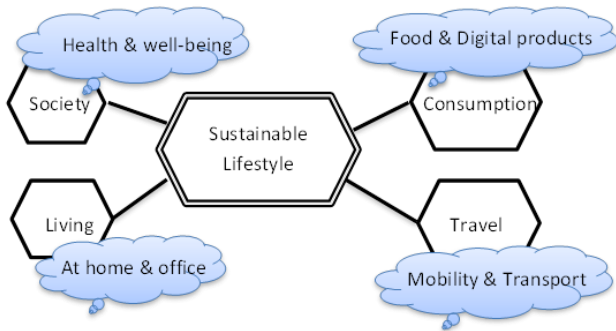 Health & well-being
Food & Digital products
Society
Consumption
Sustainable
Lifestyle
Living
Travel
At home & office
Mobility & Transport